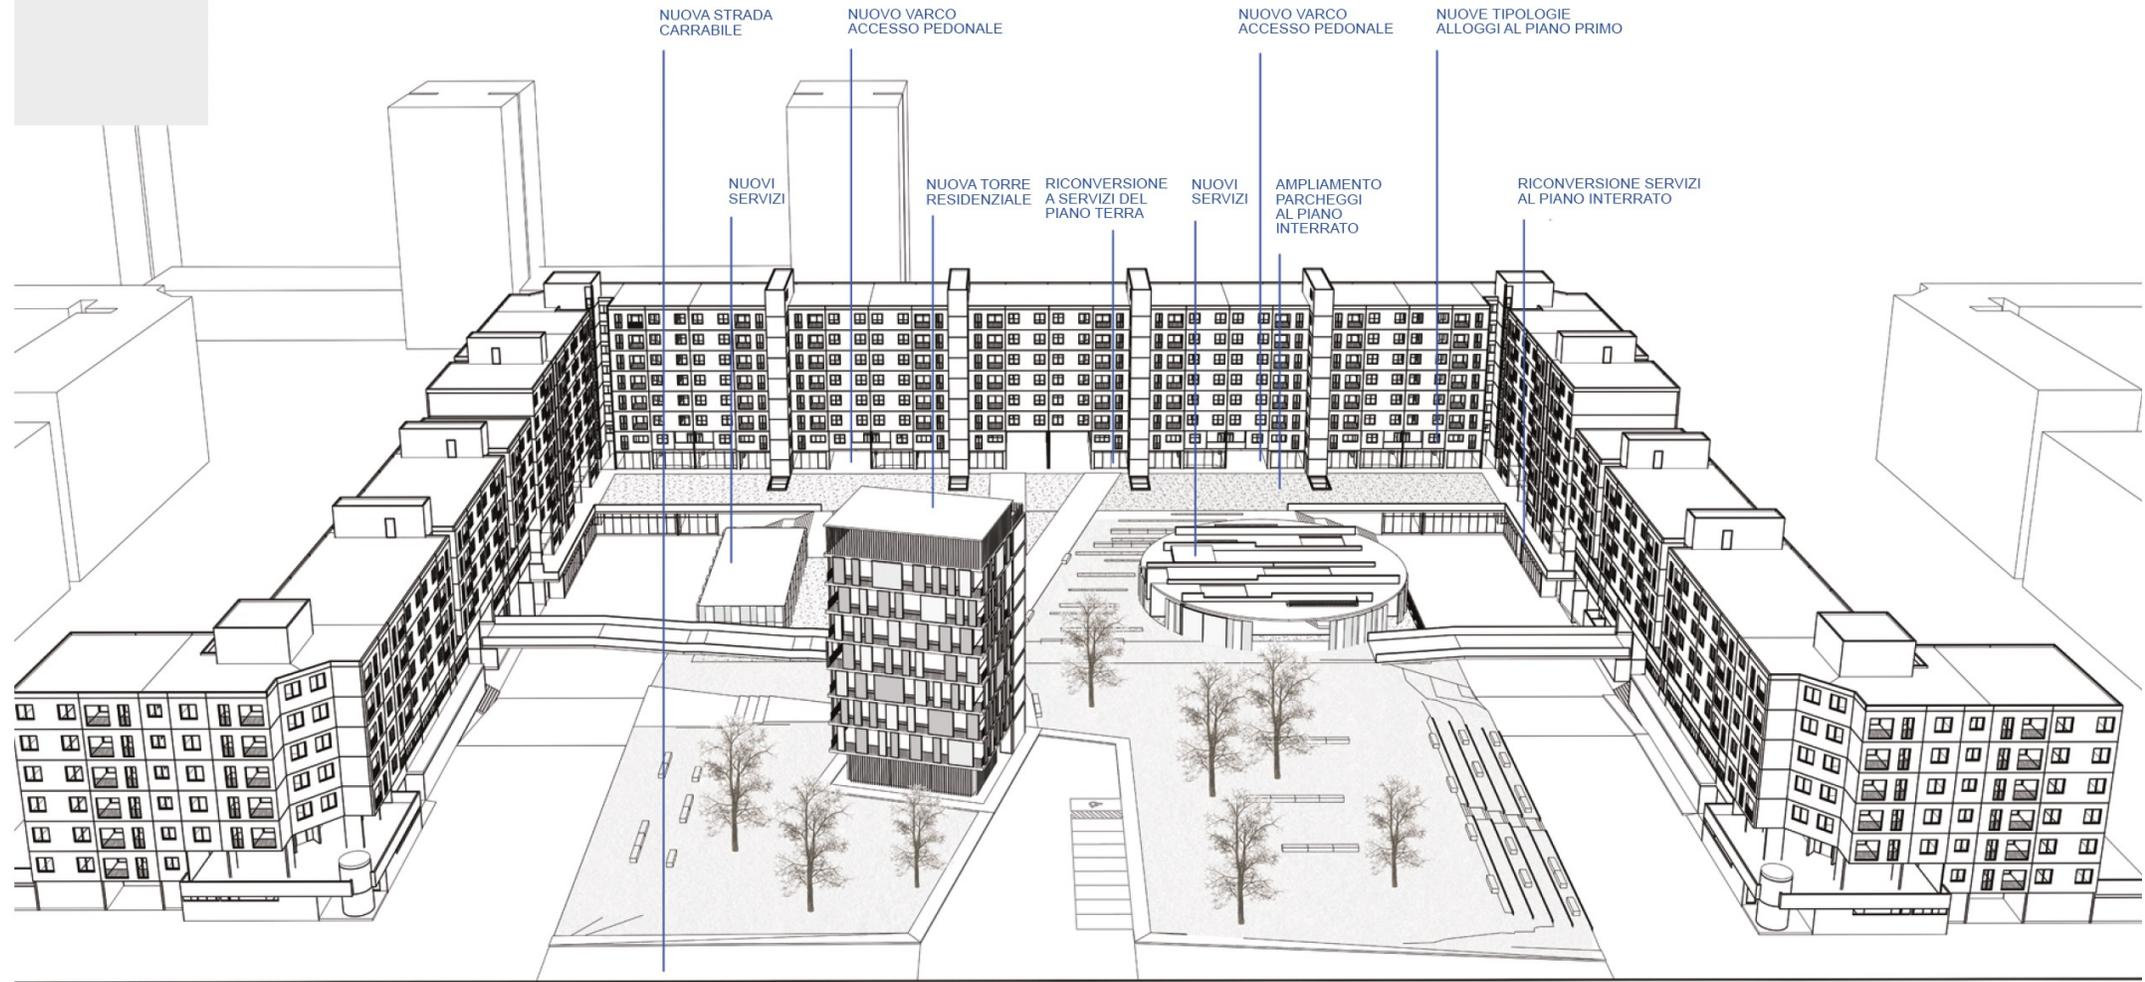 NUOVA STRADA
CARRABILE
NUOVO VARCO
ACCESSO PEDONALE
NUOVO VARCO
ACCESSO PEDONALE
NUOVE TIPOLOGIE
ALLOGGI AL PIANO PRIMO
NUOVI
SERVIZI
NUOVA TORRE
RESIDENZIALE
RICONVERSIONE
A SERVIZI DEL
PIANO TERRA
NUOVI
SERVIZI
AMPLIAMENTO
PARCHEGGI
AL PIANO
INTERRATO
RICONVERSIONE SERVIZI
AL PIANO INTERRATO